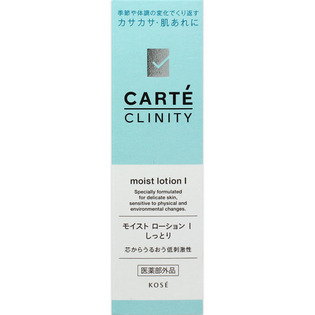 季節や体調の変化でくり返す
カサカサ・肌あれに
CARTÉ
CLINITY
moist lotion I
Specially formulated
for delicate skin,
sensitive to physical and
environmental changes.
モイスト ローション I
しっとり
芯からうるおう低刺激性
医薬部外品
KOSÉ